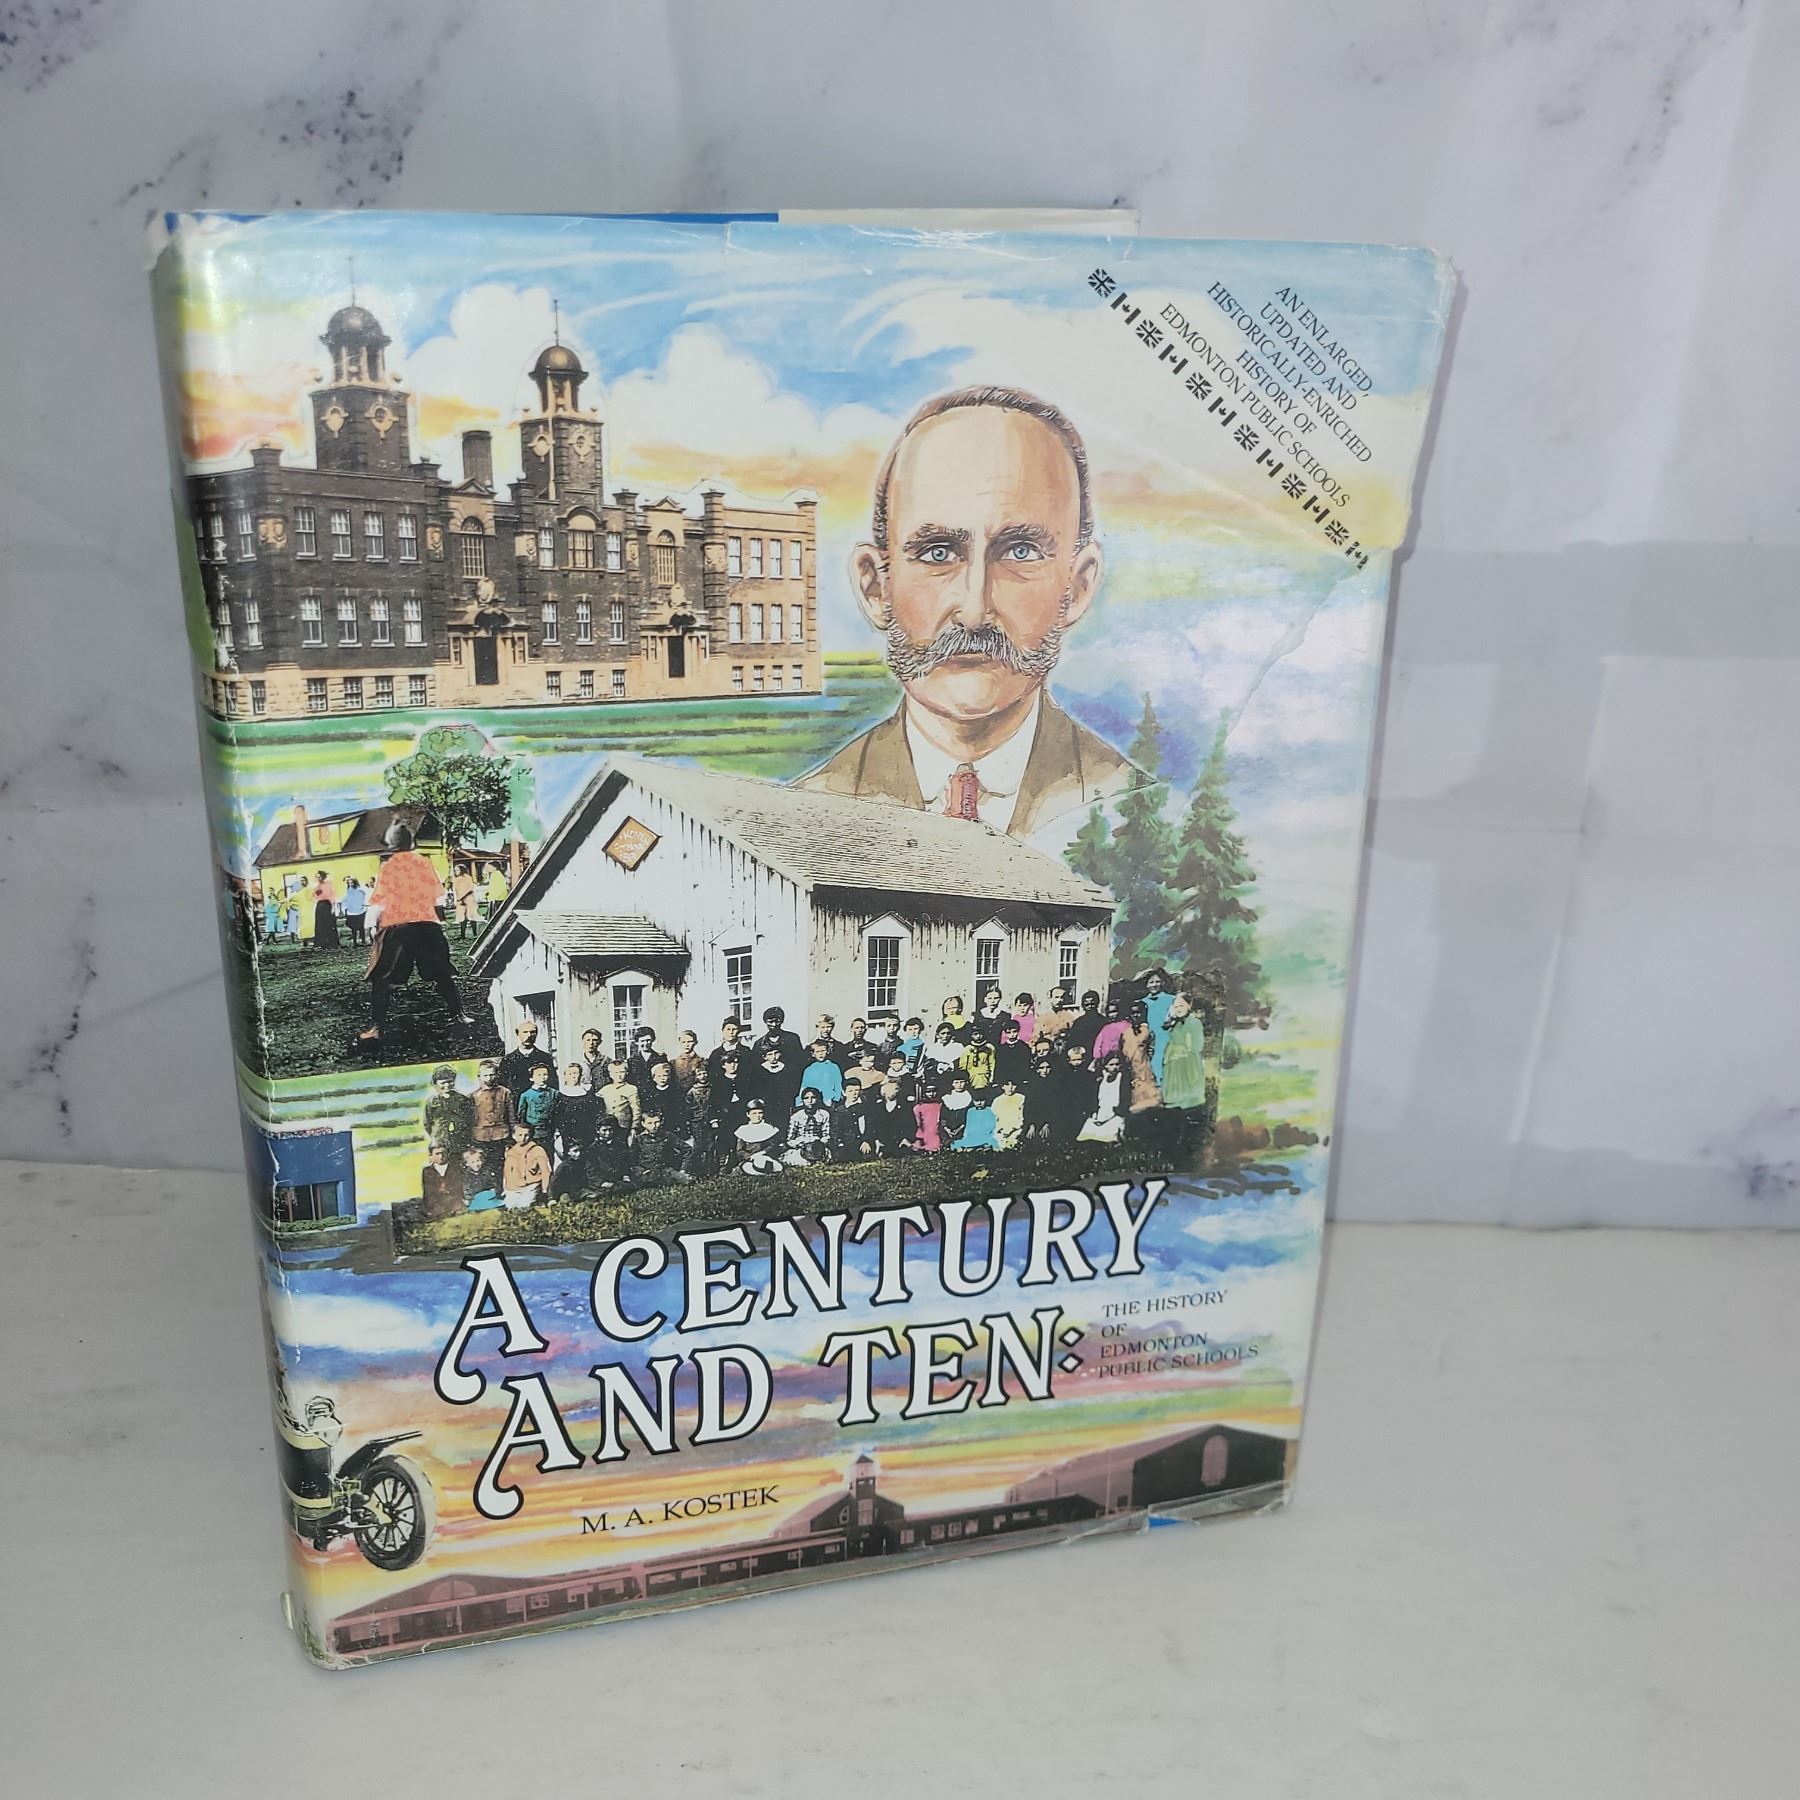 AN ENLARGED,
UPDATED AND
HISTORICALLY-ENRICHED
HISTORY OF
EDMONTON PUBLIC SCHOOLS
A CENTURY
AND TEN:
THE HISTORY
OF
EDMONTON
PUBLIC SCHOOLS
M. A. KOSTEK